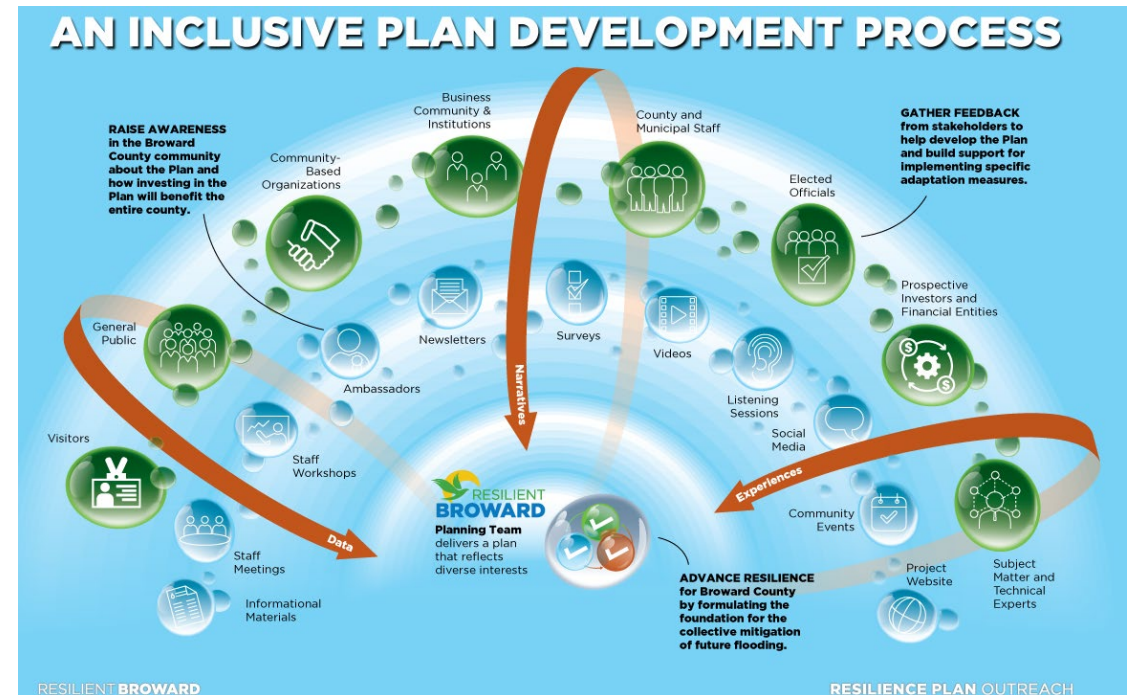 AN INCLUSIVE PLAN DEVELOPMENT PROCESS
RAISE AWARENESS
in the Broward
County community
about the Plan and
how investing in the
Plan will benefit the
entire county.
Business
Community &
Institutions
County and
Municipal Staff
GATHER FEEDBACK
from stakeholders to
help develop the Plan
and build support for
implementing specific
adaptation measures.
Community-
Based
Organizations
Elected
Officials
Prospective
Investors and
Financial Entities
General
Public
Ambassadors
Newsletters
Surveys
Videos
Listening
Sessions
Social
Media
Narratives
Visitors
Staff
Workshops
Experiences
Data
Staff
Meetings
Informational
Materials
RESILIENT
BROWARD
Planning Team
delivers a plan
that reflects
diverse interests
Community
Events
Project
Website
Subject
Matter and
Technical
Experts
ADVANCE RESILIENCE
for Broward County
by formulating the
foundation for the
collective mitigation
of future flooding.
$
$
RESILIENT BROWARD
RESILIENCE PLAN OUTREACH